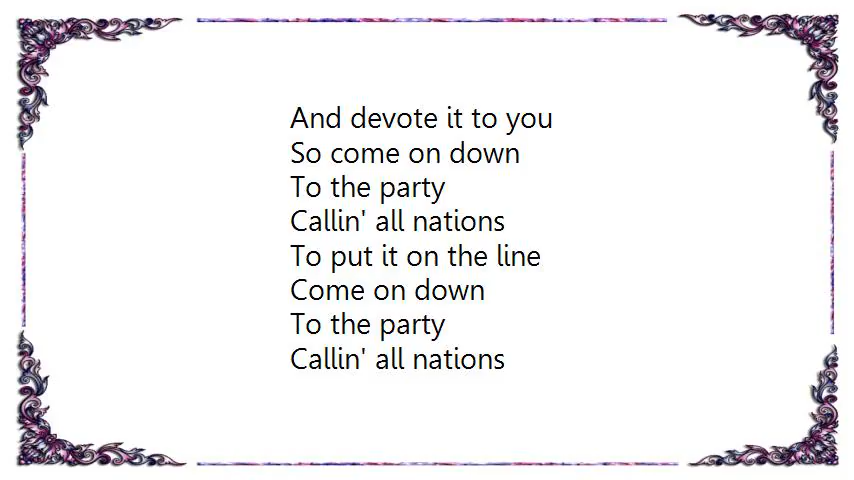 And devote it to you
So come on down
To the party
Callin' all nations
To put it on the line
Come on down
To the party
Callin' all nations